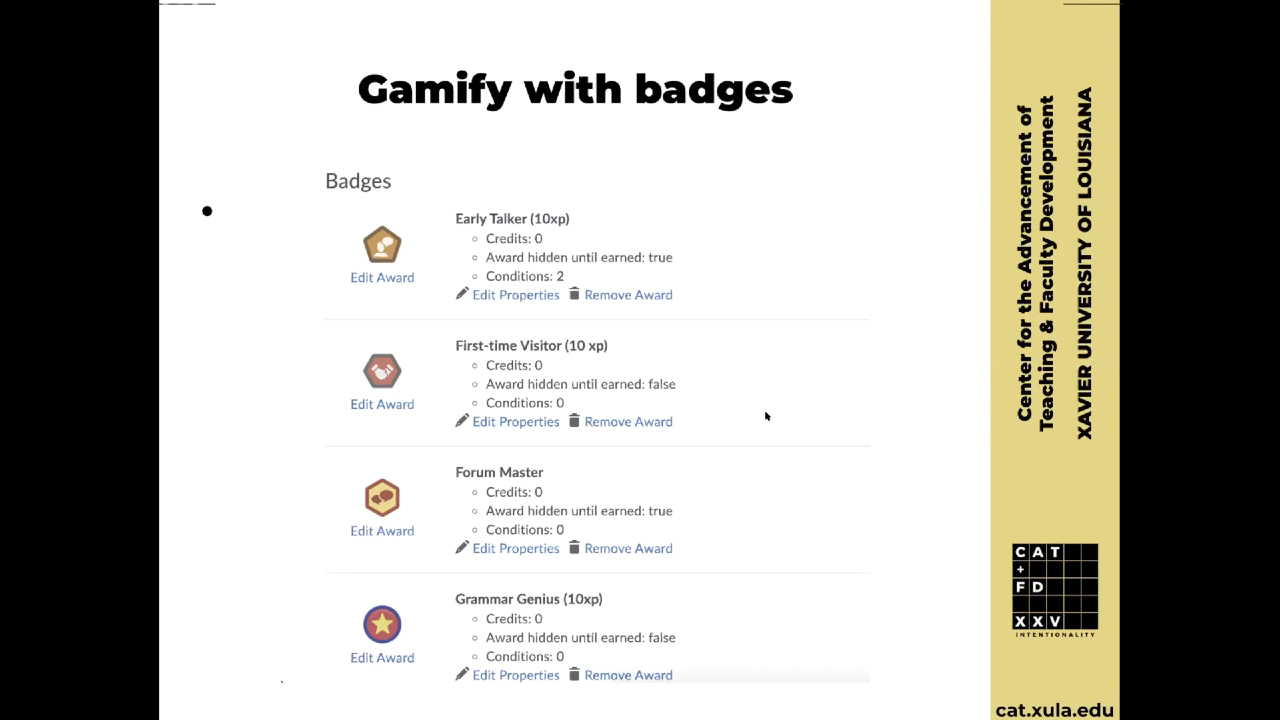 Gamify with badges
Badges
Early Talker (10xp)
Credits: 0
Award hidden until earned: true
Conditions: 2
Edit Award
Edit Properties Remove Award
First-time Visitor (10 xp)
Credits: 0
Award hidden until earned: false
Conditions: 0
Edit Award
Edit Properties Remove Award
Forum Master
Credits: 0
Award hidden until earned: true
Conditions: 0
Edit Award
Edit Properties Remove Award
Grammar Genius (10xp)
Credits: 0
Award hidden until earned: false
Conditions: 0
Edit Award
Edit Properties Remove Award
Center for the Advancement of
Teaching & Faculty Development
XAVIER UNIVERSITY OF LOUISIANA
CAT
+
FD
XXV
INTENTIONALITY
cat.xula.edu